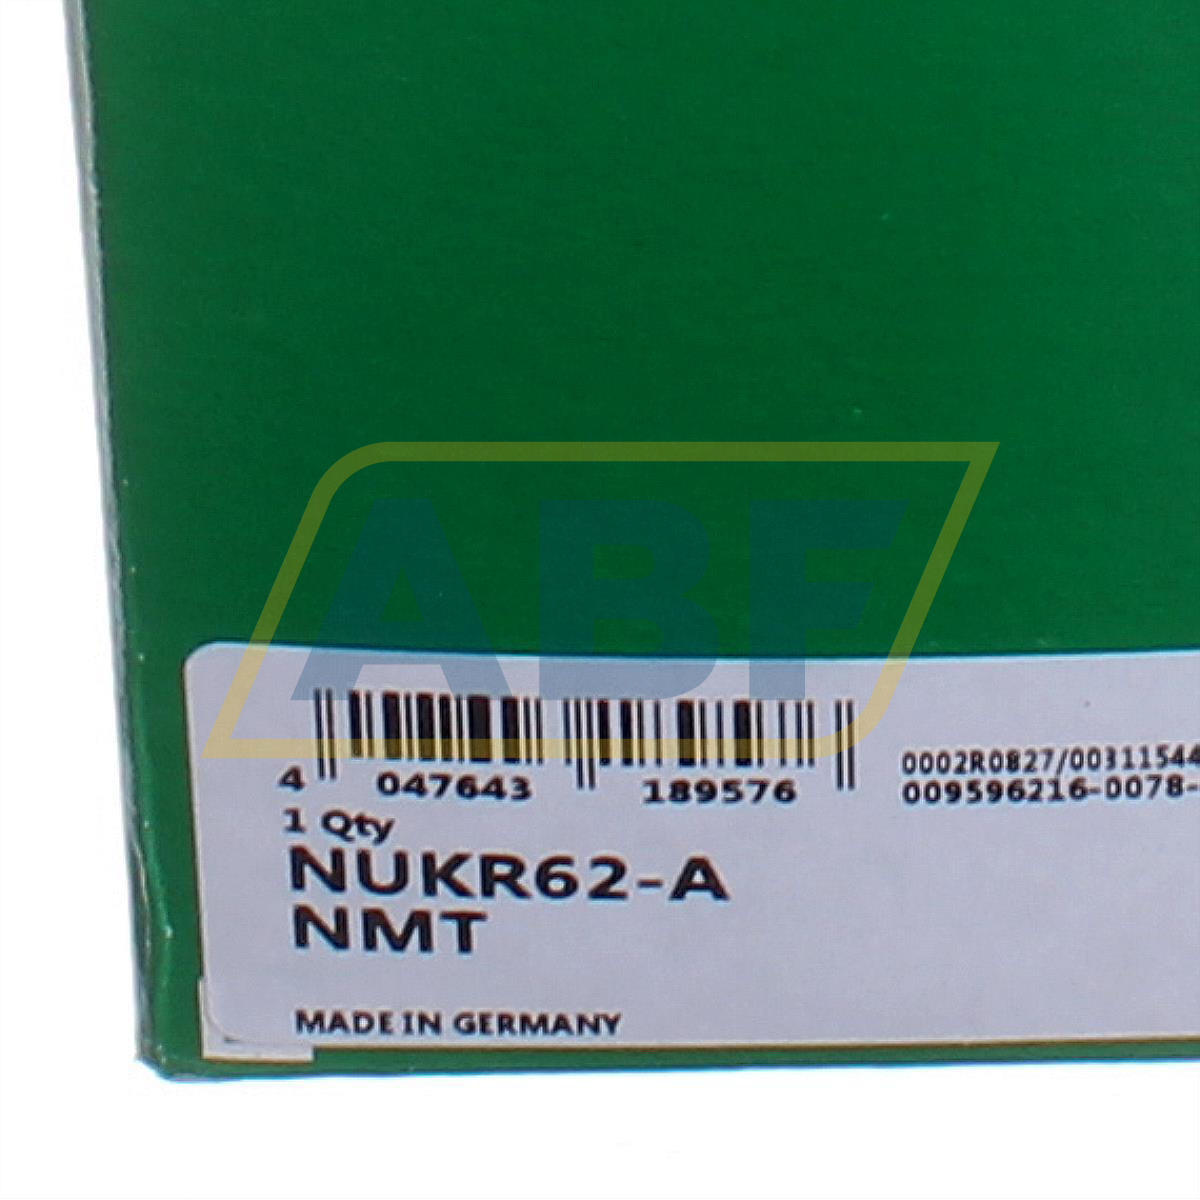 ABF
4 047643 189576
0002R0827/00311544
009596216-0078-
1 Qty
NUKR62-A
NMT
MADE IN GERMANY